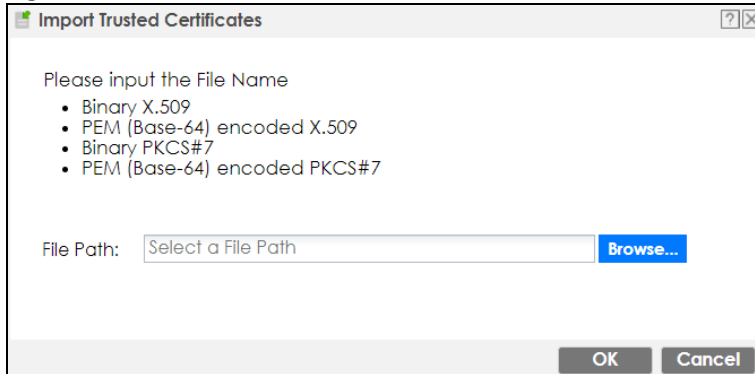 Import Trusted Certificates
Please input the File Name
• Binary X.509
• PEM (Base-64) encoded X.509
• Binary PKCS#7
• PEM (Base-64) encoded PKCS#7
File Path: Select a File Path Browse...
OK Cancel